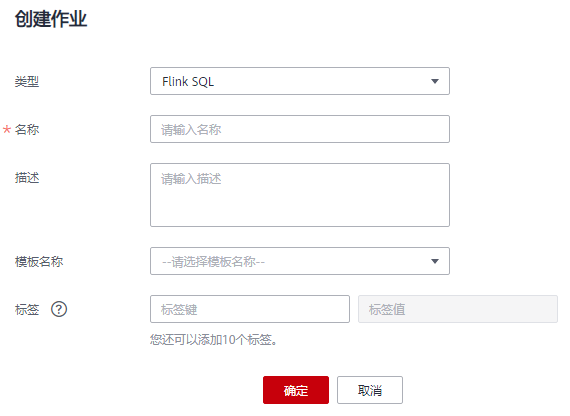 创建作业
类型 Flink SQL
* 名称 请输入名称
描述 请输入描述
模板名称 --请选择模板名称--
标签 ? 标签键 标签值
您还可以添加10个标签。
确定 取消